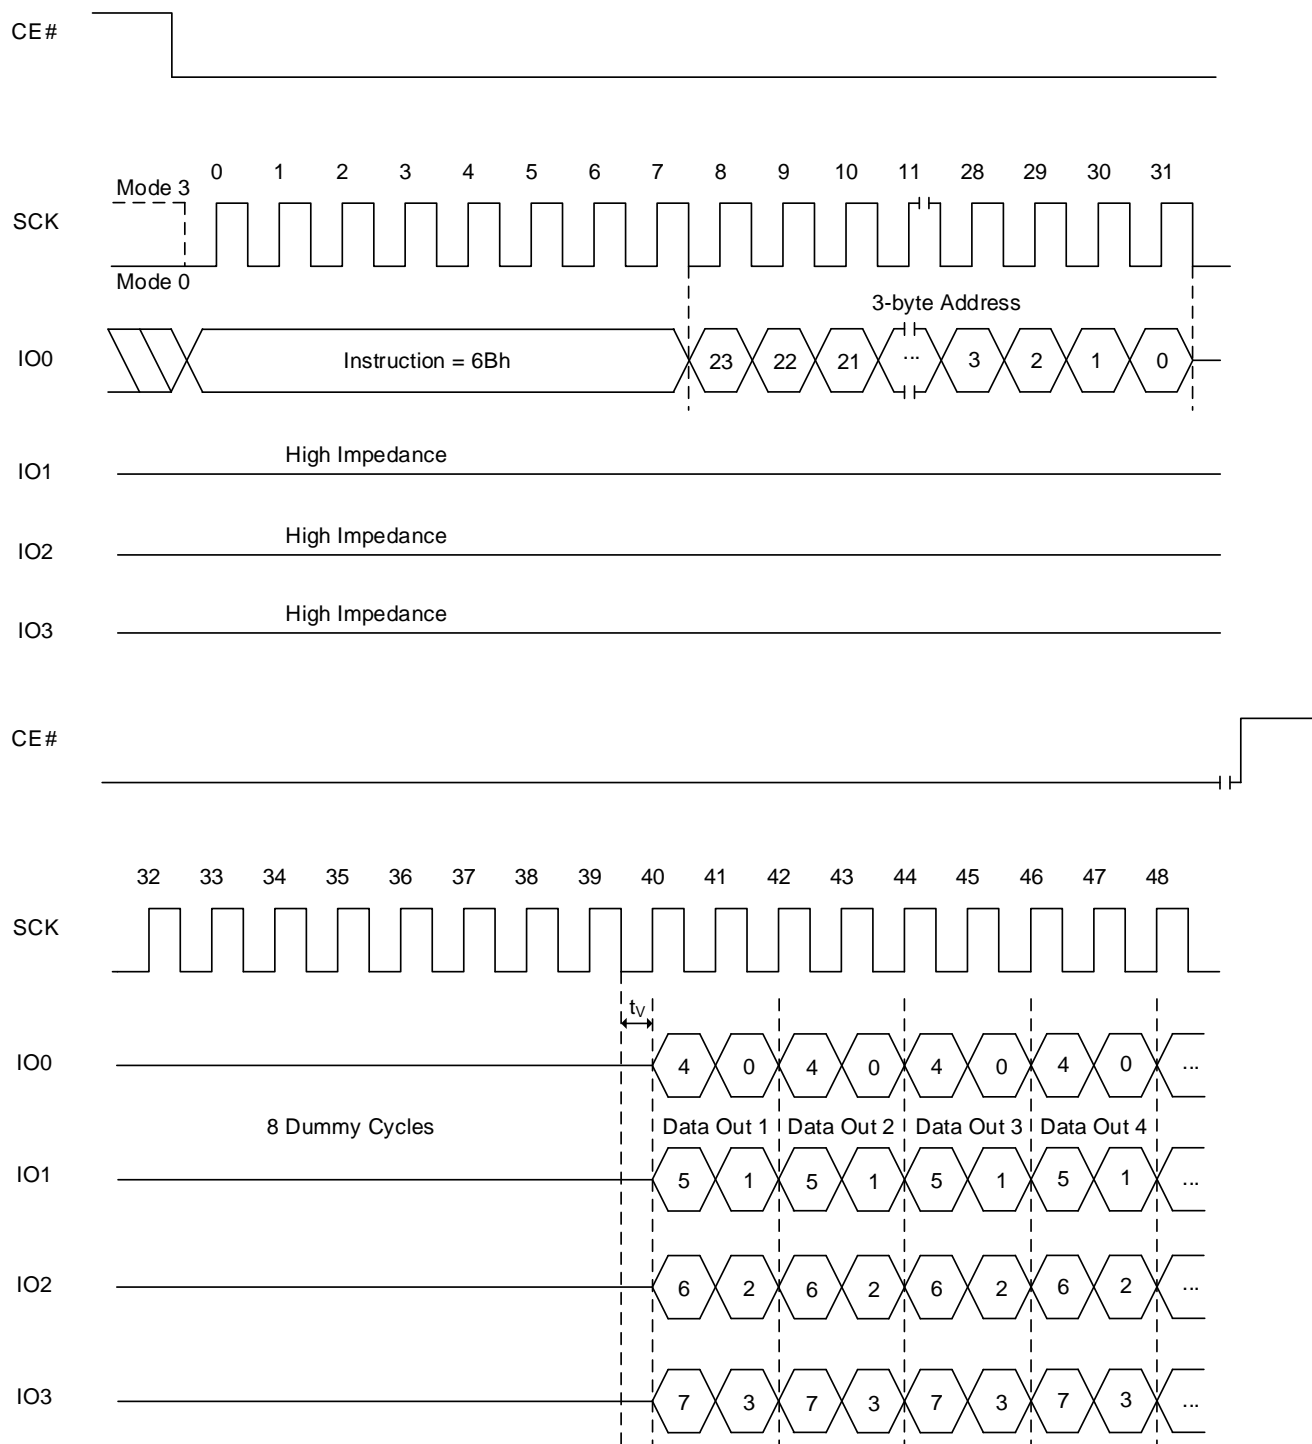 CE#
0 1 2 3 4 5 6 7 8 9 10 11 28 29 30 31
Mode 3
SCK
Mode 0
3-byte Address
IO0 Instruction = 6Bh 23 22 21 ... 3 2 1 0
High Impedance
IO1
High Impedance
IO2
High Impedance
IO3
CE#
32 33 34 35 36 37 38 39 40 41 42 43 44 45 46 47 48
SCK
tV
IO0 4 0 4 0 4 0 4 0 ...
8 Dummy Cycles Data Out 1 Data Out 2 Data Out 3 Data Out 4
IO1 5 1 5 1 5 1 5 1 ...
IO2 6 2 6 2 6 2 6 2 ...
IO3 7 3 7 3 7 3 7 3 ...